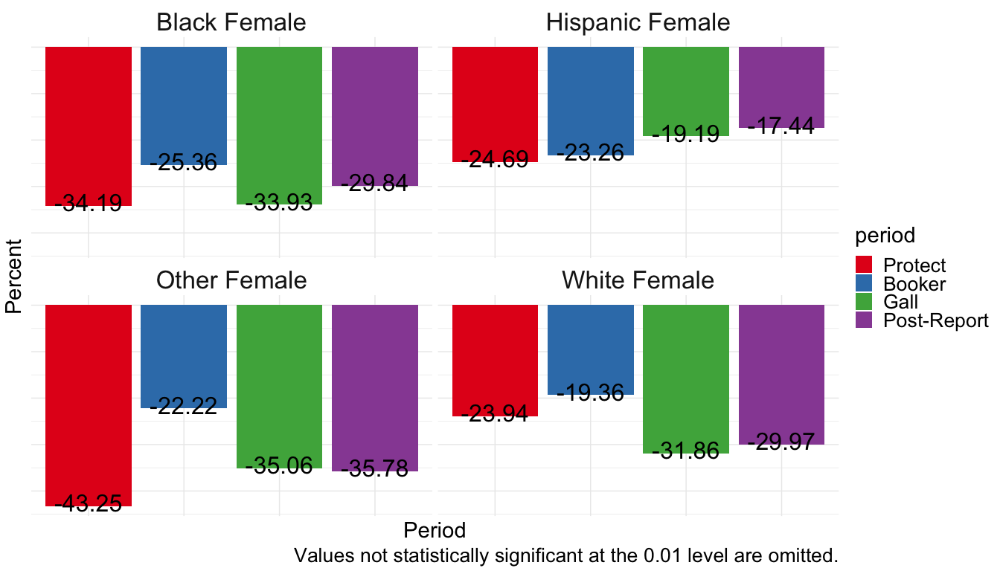 Black Female
Hispanic Female
-34.19
-25.36
-33.93
-29.84
-24.69
-23.26
-19.19
-17.44
Percent
Other Female
White Female
-43.25
-22.22
-35.06
-35.78
-23.94
-19.36
-31.86
-29.97
Period
period
Protect
Booker
Gall
Post-Report
Values not statistically significant at the 0.01 level are omitted.